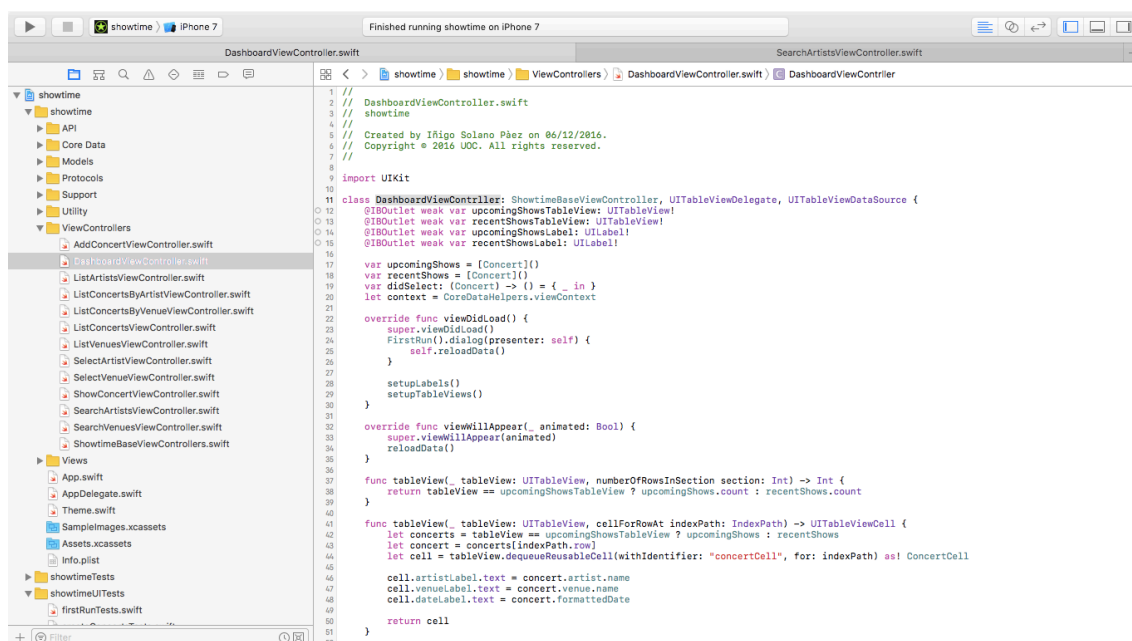 showtime
iPhone 7
Finished running showtime on iPhone 7
DashboardViewController.swift
SearchArtistsViewController.swift
showtime
showtime
API
Core Data
Models
Protocols
Support
Utility
ViewControllers
AddConcertViewController.swift
DashboardViewController.swift
ListArtistsViewController.swift
ListConcertsByArtistViewController.swift
ListConcertsByVenueViewController.swift
ListConcertsViewController.swift
ListVenuesViewController.swift
SelectArtistViewController.swift
SelectVenueViewController.swift
ShowConcertViewController.swift
SearchArtistsViewController.swift
SearchVenuesViewController.swift
ShowtimeBaseViewControllers.swift
Views
App.swift
AppDelegate.swift
Theme.swift
SampleImages.xcassets
Assets.xcassets
Info.plist
showtimeTests
showtimeUITests
firstRunTests.swift
Filter
showtime showtime ViewControllers DashboardViewController.swift C DashboardViewContrller
1 //
2 // DashboardViewController.swift
3 // showtime
4 //
5 // Created by Iñigo Solano Pàez on 06/12/2016.
6 // Copyright © 2016 UOC. All rights reserved.
7 //
8
9 import UIKit
10
11 class DashboardViewContrller: ShowtimeBaseViewController, UITableViewDelegate, UITableViewDataSource {
12 @IBOutlet weak var upcomingShowsTableView: UITableView!
13 @IBOutlet weak var recentShowsTableView: UITableView!
14 @IBOutlet weak var upcomingShowsLabel: UILabel!
15 @IBOutlet weak var recentShowsLabel: UILabel!
16
17 var upcomingShows = [Concert]()
18 var recentShows = [Concert]()
19 var didSelect: (Concert) -> () = { _ in }
20 let context = CoreDataHelpers.viewContext
21
22 override func viewDidLoad() {
23 super.viewDidLoad()
24 FirstRun().dialog(presenter: self) {
25 self.reloadData()
26 }
27
28 setupLabels()
29 setupTableViews()
30 }
31
32 override func viewWillAppear(_ animated: Bool) {
33 super.viewWillAppear(animated)
34 reloadData()
35 }
36
37 func tableView(_ tableView: UITableView, numberOfRowsInSection section: Int) -> Int {
38 return tableView == upcomingShowsTableView ? upcomingShows.count : recentShows.count
39 }
40
41 func tableView(_ tableView: UITableView, cellForRowAt indexPath: IndexPath) -> UITableViewCell {
42 let concerts = tableView == upcomingShowsTableView ? upcomingShows : recentShows
43 let concert = concerts[indexPath.row]
44 let cell = tableView.dequeueReusableCell(withIdentifier: "concertCell", for: indexPath) as! ConcertCell
45
46 cell.artistLabel.text = concert.artist.name
47 cell.venueLabel.text = concert.venue.name
48 cell.dateLabel.text = concert.formattedDate
49
50 return cell
51 }